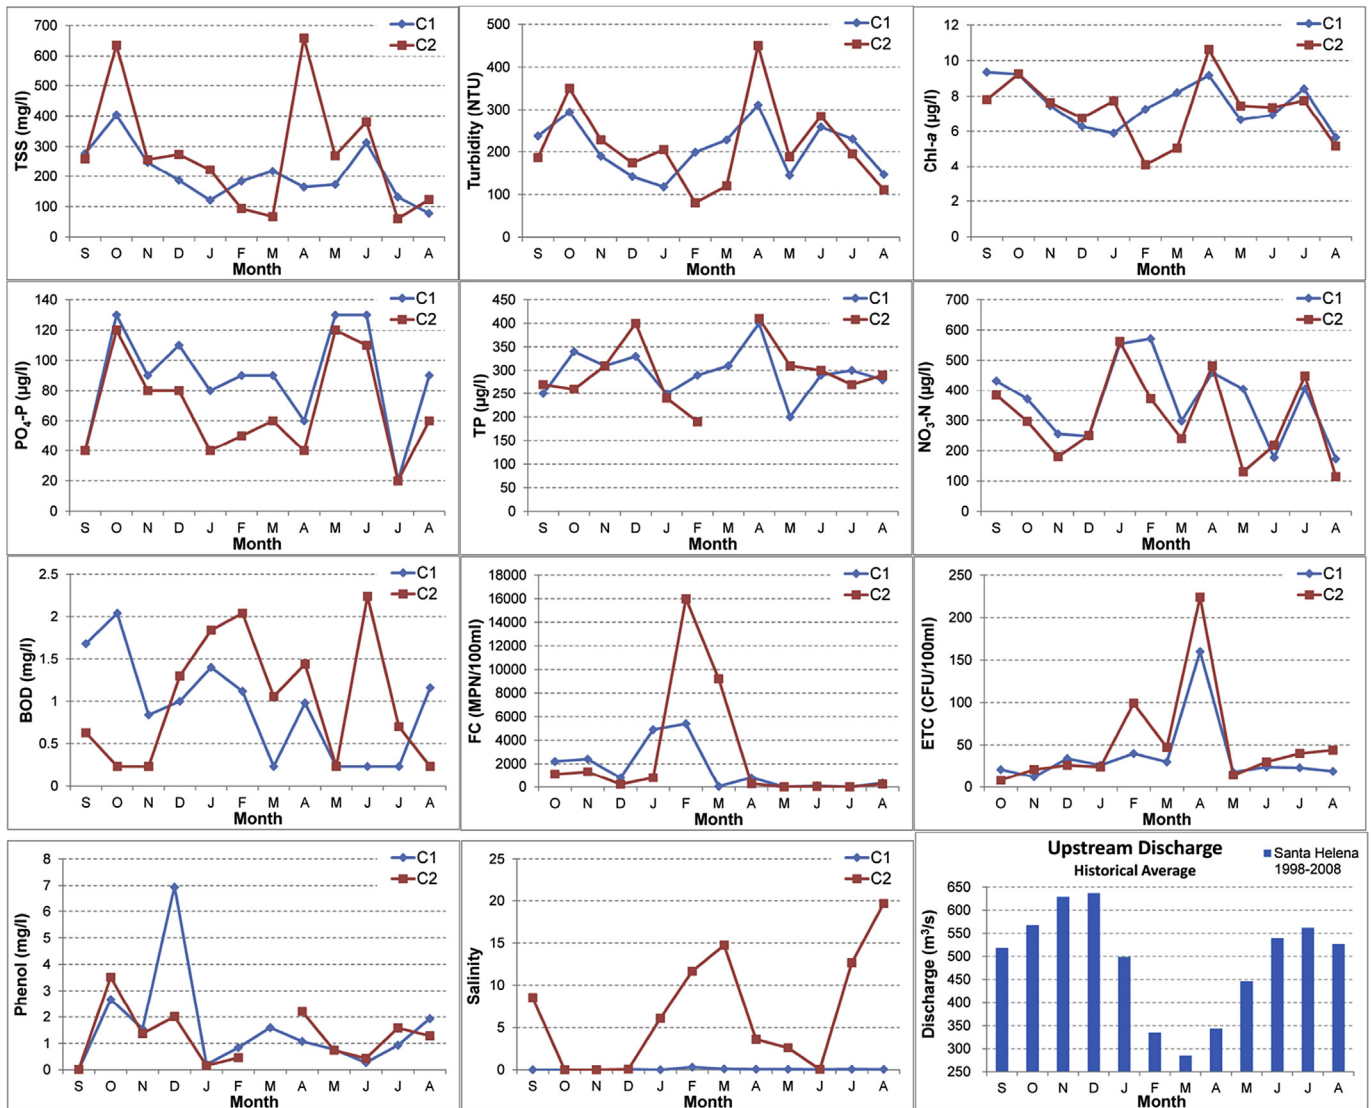 700
600
500
400
300
200
100
0
TSS (mg/l)
C1
C2
S O N D J F M A M J J A
Month
500
400
300
200
100
0
Turbidity (NTU)
C1
C2
S O N D J F M A M J J A
Month
12
10
8
6
4
2
0
Chl-a (µg/l)
C1
C2
S O N D J F M A M J J A
Month
140
120
100
80
60
40
20
0
PO4-P (µg/l)
C1
C2
S O N D J F M A M J J A
Month
450
400
350
300
250
200
150
100
50
0
TP (µg/l)
C1
C2
S O N D J F M A M J J A
Month
700
600
500
400
300
200
100
0
NO3-N (µg/l)
C1
C2
S O N D J F M A M J J A
Month
2.5
2
1.5
1
0.5
0
BOD (mg/l)
C1
C2
S O N D J F M A M J J A
Month
18000
16000
14000
12000
10000
8000
6000
4000
2000
0
FC (MPN/100ml)
C1
C2
O N D J F M A M J J A
Month
250
200
150
100
50
0
ETC (CFU/100ml)
C1
C2
O N D J F M A M J J A
Month
8
7
6
5
4
3
2
1
0
Phenol (mg/l)
C1
C2
S O N D J F M A M J J A
Month
25
20
15
10
5
0
Salinity
C1
C2
S O N D J F M A M J J A
Month
Upstream Discharge
Historical Average
Santa Helena
1998-2008
650
600
550
500
450
400
350
300
250
Discharge (m³/s)
S O N D J F M A M J J A
Month